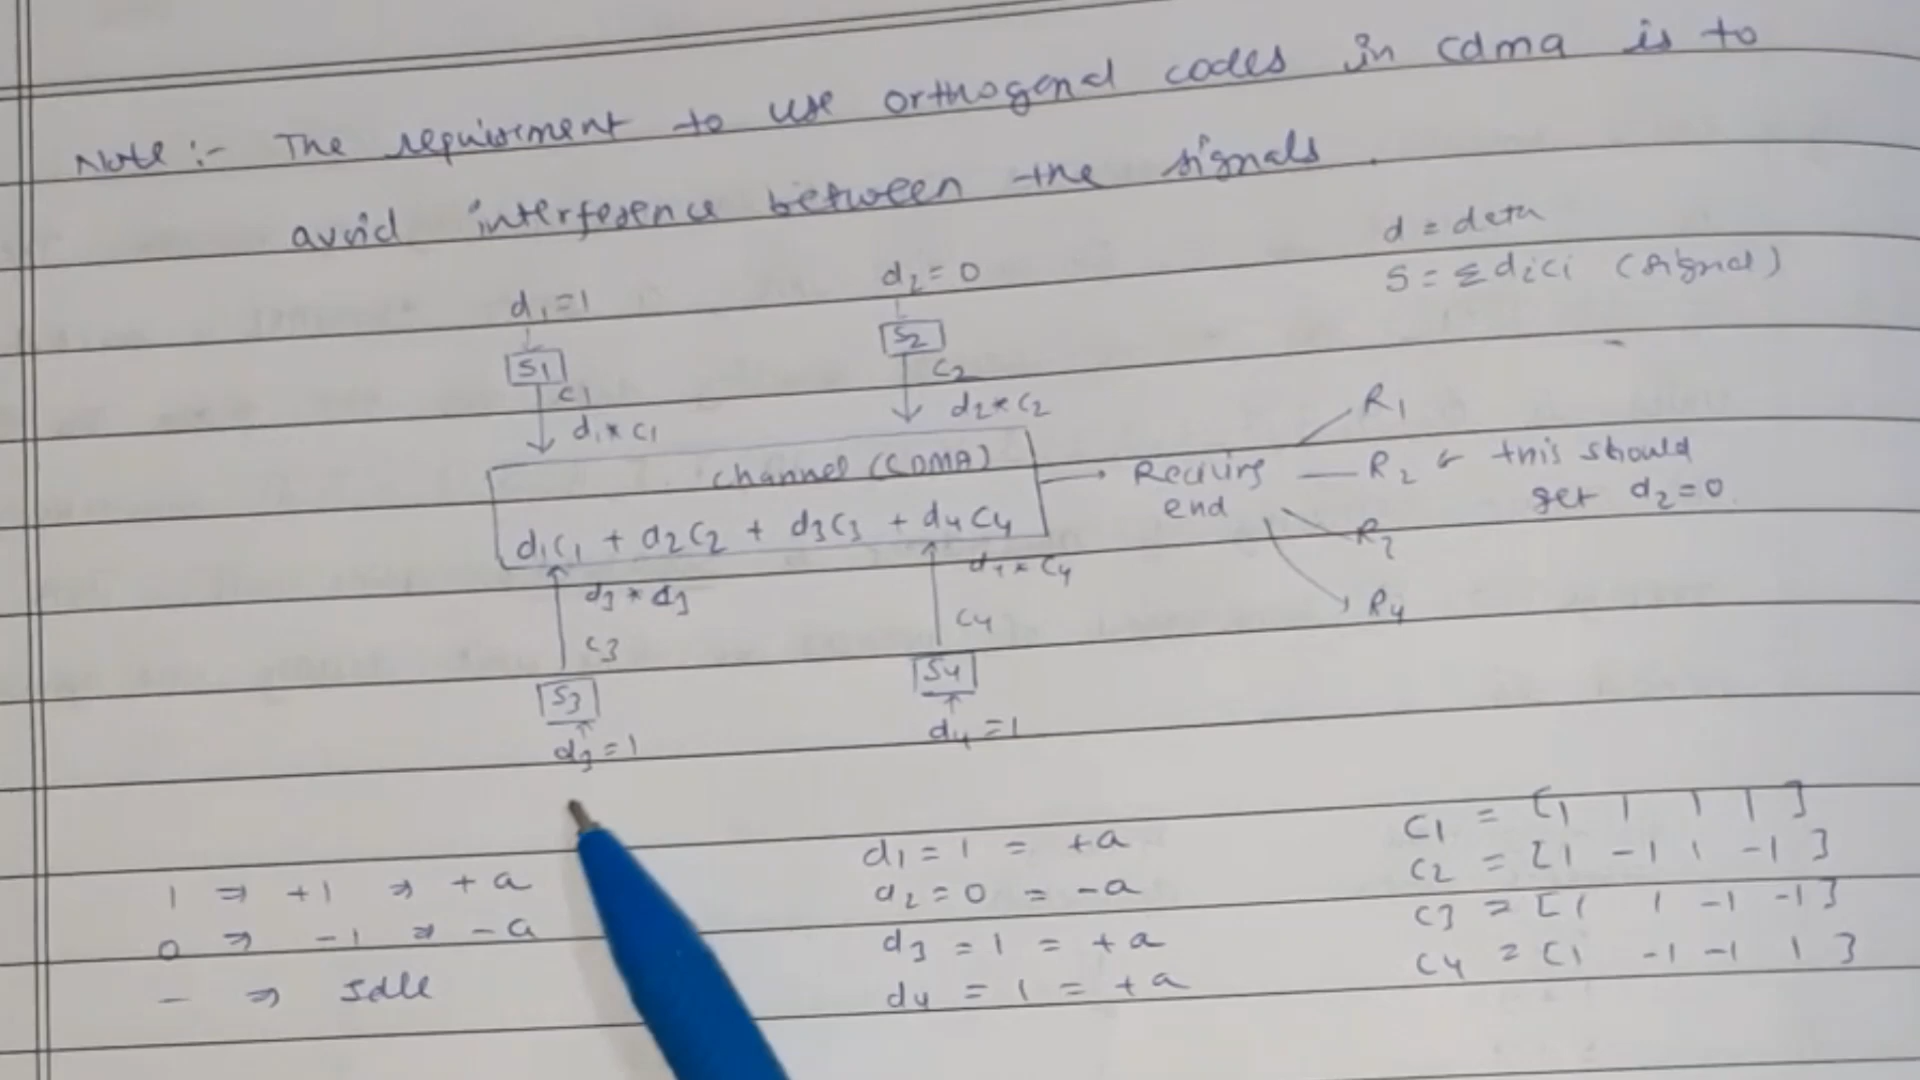 Note :- The requirement to use orthogonal codes in cdma is to
avoid interference between the signals.
d = data
S = Σdici (signal)
d1=1
d2=0
S1
S2
C1
C2
d1*C1
d2*C2
channel (CDMA)
d1C1 + d2C2 + d3C3 + d4C4
Reciving
end
R1
R2 this should
get d2=0
R4
d4*C4
C3
C4
S3
S4
d3=1
d4=1
1 ⇒ +1 ⇒ +a
0 ⇒ -1 ⇒ -a
- ⇒ Idle
d1 = 1 = +a
d2 = 0 = -a
d3 = 1 = +a
d4 = 1 = +a
C1 = [1 1 1 1]
C2 = [1 -1 1 -1]
C3 = [1 1 -1 -1]
C4 = [1 -1 -1 1]